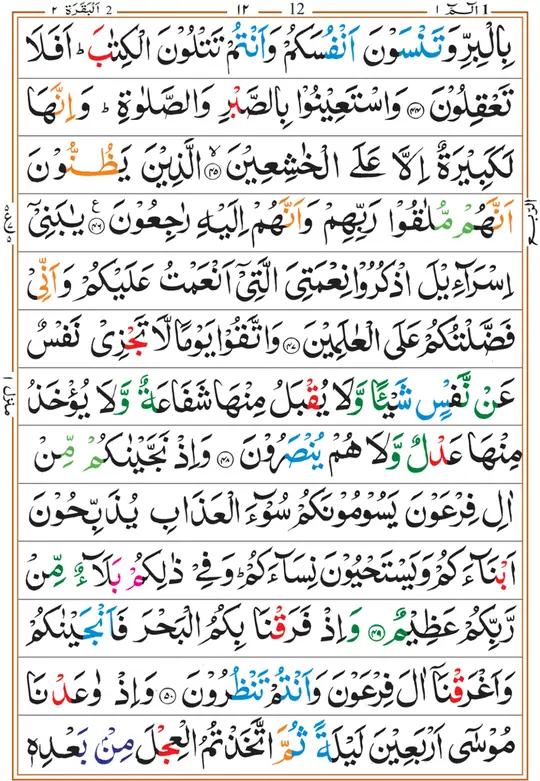 الٓمّٓ ۱ 1 12 ۱۲ اَلْبَقَرَة ۲ 2
بِالْبِرِّ وَتَنْسَوْنَ اَنْفُسَكُمْ وَاَنْتُمْ تَتْلُوْنَ الْكِتٰبَ ؕ اَفَلَا
تَعْقِلُوْنَ ﴿۴۴﴾ وَاسْتَعِيْنُوْا بِالصَّبْرِ وَالصَّلٰوةِ ؕ وَاِنَّهَا
لَكَبِيْرَةٌ اِلَّا عَلَى الْخٰشِعِيْنَ ﴿۴۵﴾ ۙ الَّذِيْنَ يَظُنُّوْنَ
اَنَّهُمْ مُّلٰقُوْا رَبِّهِمْ وَاَنَّهُمْ اِلَيْهِ رٰجِعُوْنَ ﴿۴۶﴾ ع يٰبَنِيْٓ
اِسْرَآءِيْلَ اذْكُرُوْا نِعْمَتِيَ الَّتِيْٓ اَنْعَمْتُ عَلَيْكُمْ وَاَنِّيْ
فَضَّلْتُكُمْ عَلَى الْعٰلَمِيْنَ ﴿۴۷﴾ وَاتَّقُوْا يَوْمًا لَّا تَجْزِيْ نَفْسٌ
عَنْ نَّفْسٍ شَيْئًا وَّلَا يُقْبَلُ مِنْهَا شَفَاعَةٌ وَّلَا يُؤْخَذُ
مِنْهَا عَدْلٌ وَّلَا هُمْ يُنْصَرُوْنَ ﴿۴۸﴾ وَاِذْ نَجَّيْنٰكُمْ مِّنْ
اٰلِ فِرْعَوْنَ يَسُوْمُوْنَكُمْ سُوْٓءَ الْعَذَابِ يُذَبِّحُوْنَ
اَبْنَآءَكُمْ وَيَسْتَحْيُوْنَ نِسَآءَكُمْ ؕ وَفِيْ ذٰلِكُمْ بَلَآءٌ مِّنْ
رَّبِّكُمْ عَظِيْمٌ ﴿۴۹﴾ وَاِذْ فَرَقْنَا بِكُمُ الْبَحْرَ فَاَنْجَيْنٰكُمْ
وَاَغْرَقْنَآ اٰلَ فِرْعَوْنَ وَاَنْتُمْ تَنْظُرُوْنَ ﴿۵۰﴾ وَاِذْ وٰعَدْنَا
مُوْسٰٓى اَرْبَعِيْنَ لَيْلَةً ثُمَّ اتَّخَذْتُمُ الْعِجْلَ مِنْۢ بَعْدِهٖ
الربع
منزل ۱